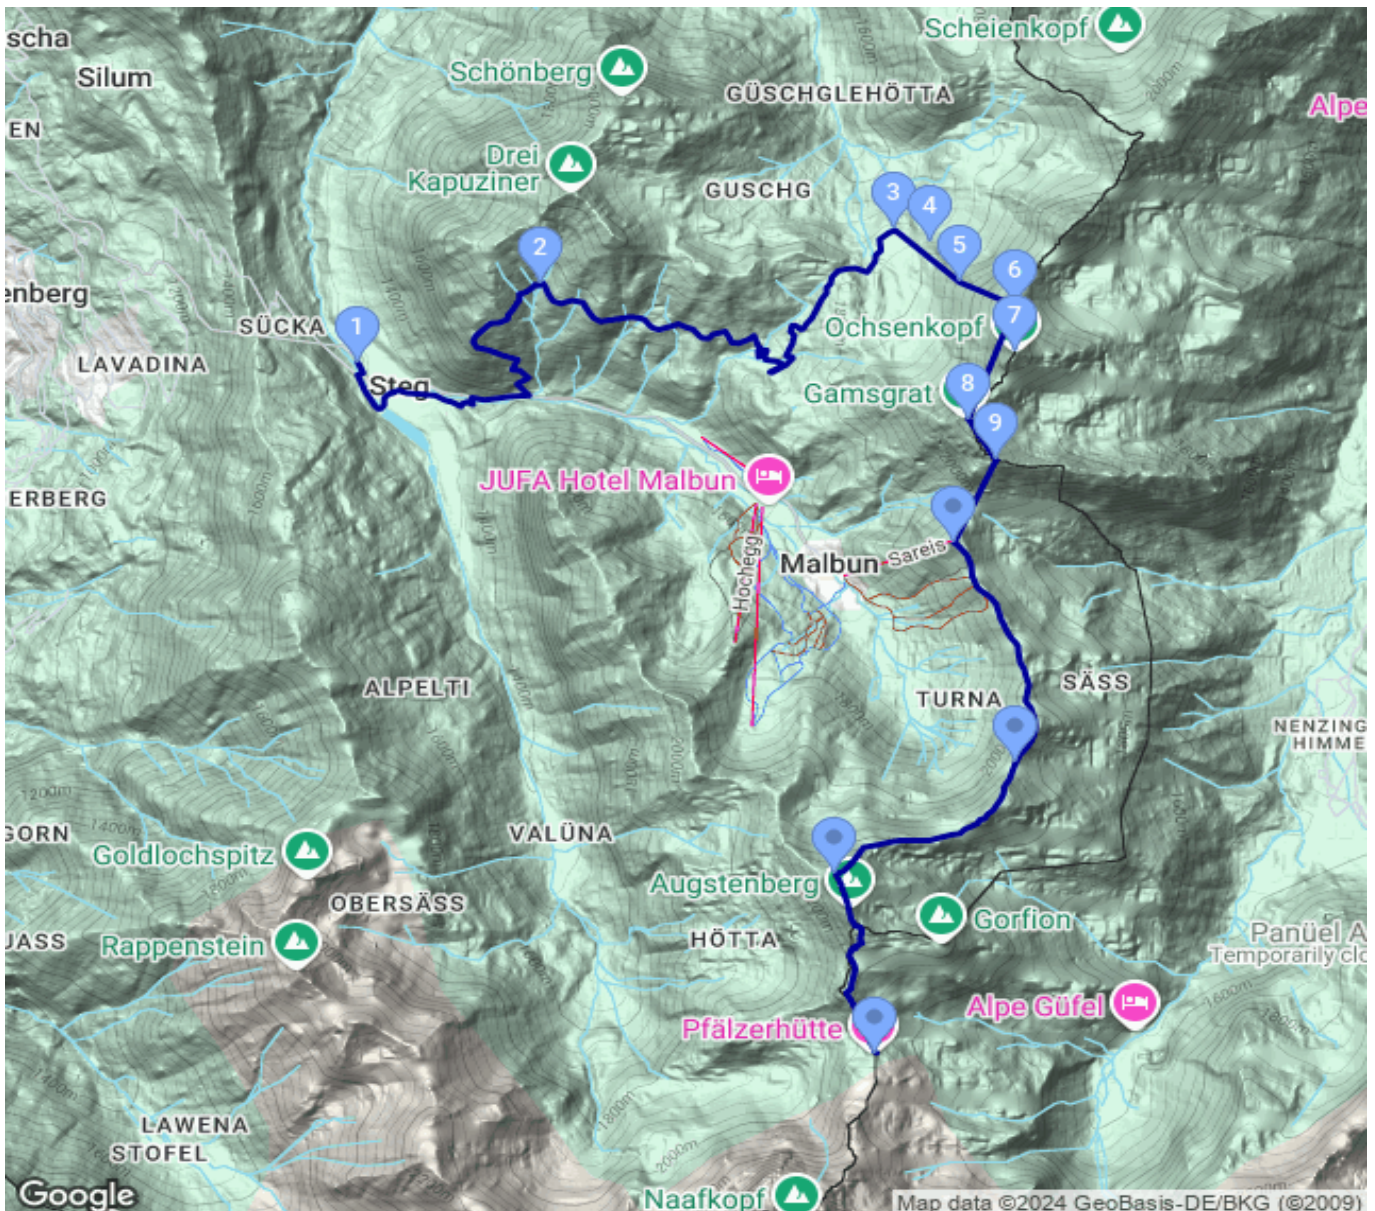 scha
Scheienkopf
Silum
Schönberg
GÜSCHGLEHÖTTA
Alpe
EN
Drei
Kapuziner
GUSCHG
3
4
2
5
6
enberg
1
SÜCKA
Ochsenkopf
7
LAVADINA
Steg
Gamsgrat
8
9
ERBERG
JUFA Hotel Malbun
Malbun
Sareis
Hochegg
ALPELTI
TURNA
SÄSS
NENZING
HIMME
GORN
VALÜNA
Goldlochspitz
Augstenberg
OBERSÄSS
Gorfion
JASS
Rappenstein
HÖTTA
Panüel A
Temporarily clo
Alpe Güfel
Pfälzerhütte
LAWENA
STOFEL
Naafkopf
Google
Map data ©2024 GeoBasis-DE/BKG (©2009)